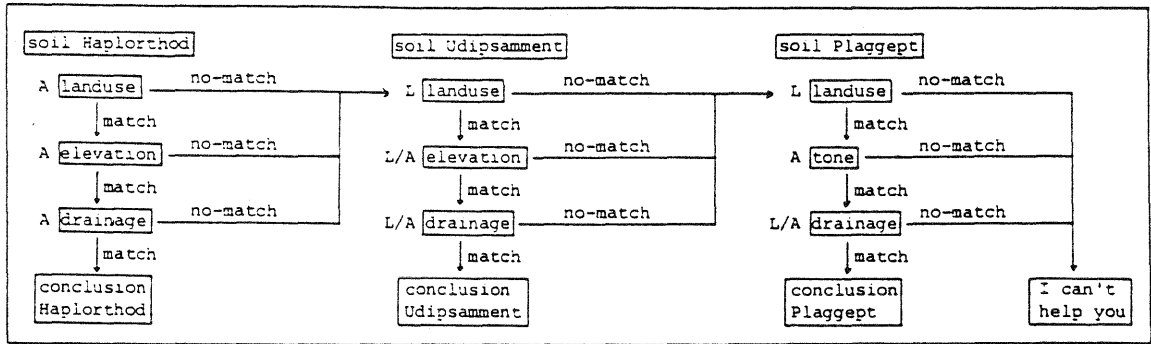 soil Haplorthod soil Udipsamment soil Plaggept
A landuse no-match L landuse no-match L landuse no-match
match match match
A elevation no-match L/A elevation no-match A tone no-match
match match match
A drainage no-match L/A drainage no-match L/A drainage no-match
match match match
conclusion conclusion conclusion I can't
Haplorthod Udipsamment Plaggept help you